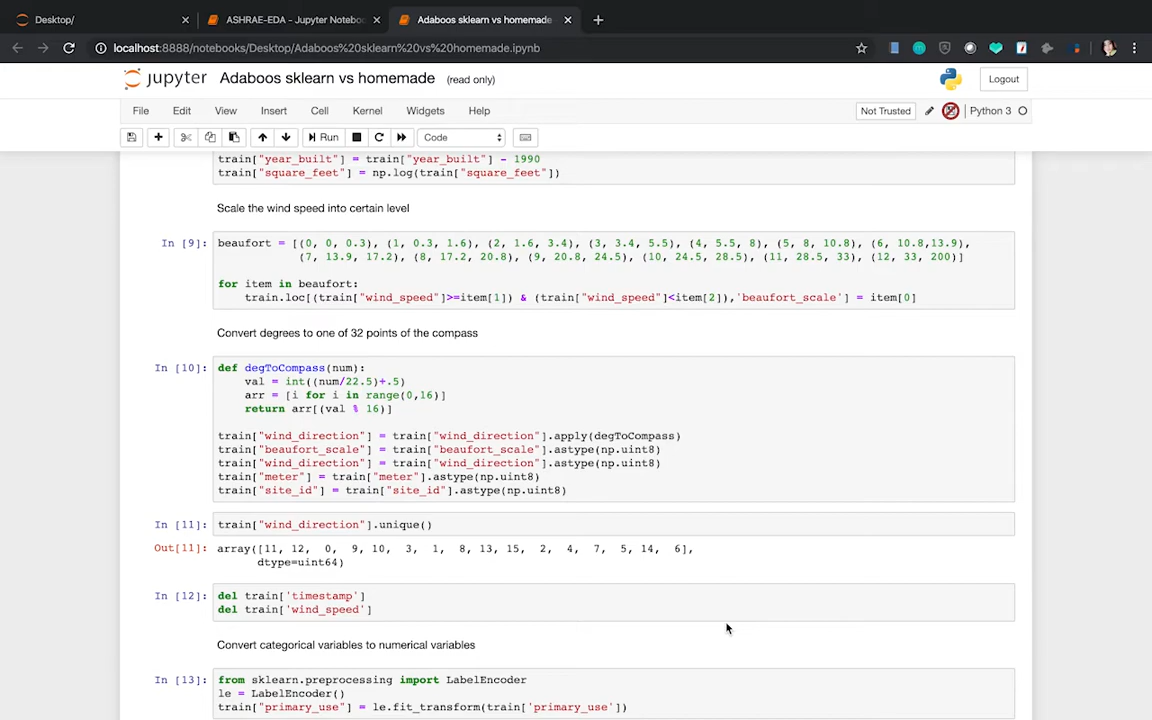 Desktop/
ASHRAE-EDA - Jupyter Noteboo
Adaboos sklearn vs homemade
localhost:8888/notebooks/Desktop/Adaboos%20sklearn%20vs%20homemade.ipynb
jupyter Adaboos sklearn vs homemade (read only)
Logout
File Edit View Insert Cell Kernel Widgets Help
Not Trusted
Python 3
Run
Code
train["year_built"] = train["year_built"] - 1990
train["square_feet"] = np.log(train["square_feet"])
Scale the wind speed into certain level
In [9]:
beaufort = [(0, 0, 0.3), (1, 0.3, 1.6), (2, 1.6, 3.4), (3, 3.4, 5.5), (4, 5.5, 8), (5, 8, 10.8), (6, 10.8,13.9),
(7, 13.9, 17.2), (8, 17.2, 20.8), (9, 20.8, 24.5), (10, 24.5, 28.5), (11, 28.5, 33), (12, 33, 200)]
for item in beaufort:
train.loc[(train["wind_speed"]>=item[1]) & (train["wind_speed"]<item[2]),'beaufort_scale'] = item[0]
Convert degrees to one of 32 points of the compass
In [10]:
def degToCompass(num):
val = int((num/22.5)+.5)
arr = [i for i in range(0,16)]
return arr[(val % 16)]
train["wind_direction"] = train["wind_direction"].apply(degToCompass)
train["beaufort_scale"] = train["beaufort_scale"].astype(np.uint8)
train["wind_direction"] = train["wind_direction"].astype(np.uint8)
train["meter"] = train["meter"].astype(np.uint8)
train["site_id"] = train["site_id"].astype(np.uint8)
In [11]:
train["wind_direction"].unique()
Out[11]:
array([11, 12, 0, 9, 10, 3, 1, 8, 13, 15, 2, 4, 7, 5, 14, 6],
dtype=uint64)
In [12]:
del train['timestamp']
del train['wind_speed']
Convert categorical variables to numerical variables
In [13]:
from sklearn.preprocessing import LabelEncoder
le = LabelEncoder()
train["primary_use"] = le.fit_transform(train['primary_use'])